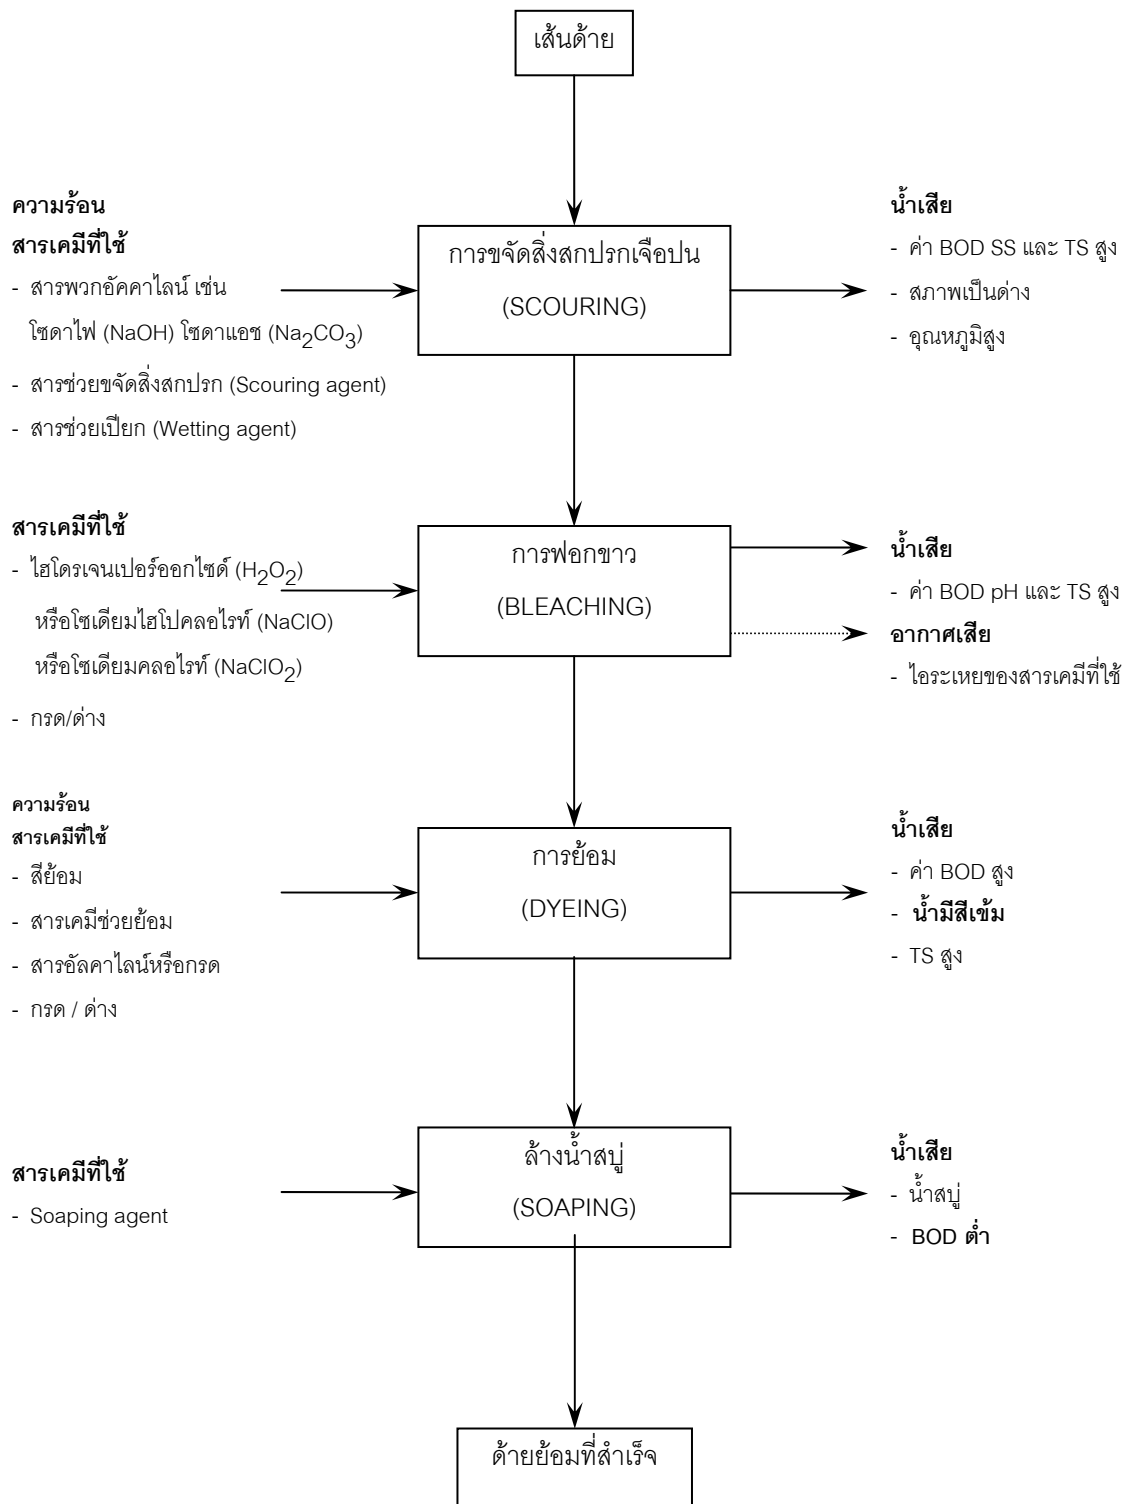 เส้นด้าย
ความร้อน
สารเคมีที่ใช้
- สารพวกอัคคาไลน์ เช่น
โซดาไฟ (NaOH) โซดาแอช (Na2CO3)
- สารช่วยขจัดสิ่งสกปรก (Scouring agent)
- สารช่วยเปียก (Wetting agent)
การขจัดสิ่งสกปรกเจือปน
(SCOURING)
น้ำเสีย
- ค่า BOD SS และ TS สูง
- สภาพเป็นด่าง
- อุณหภูมิสูง
สารเคมีที่ใช้
- ไฮโดรเจนเปอร์ออกไซด์ (H2O2)
หรือโซเดียมไฮโปคลอไรท์ (NaClO)
หรือโซเดียมคลอไรท์ (NaClO2)
- กรด/ด่าง
การฟอกขาว
(BLEACHING)
น้ำเสีย
- ค่า BOD pH และ TS สูง
อากาศเสีย
- ไอระเหยของสารเคมีที่ใช้
ความร้อน
สารเคมีที่ใช้
- สีย้อม
- สารเคมีช่วยย้อม
- สารอัลคาไลน์หรือกรด
- กรด / ด่าง
การย้อม
(DYEING)
น้ำเสีย
- ค่า BOD สูง
- น้ำมีสีเข้ม
- TS สูง
สารเคมีที่ใช้
- Soaping agent
ล้างน้ำสบู่
(SOAPING)
น้ำเสีย
- น้ำสบู่
- BOD ต่ำ
ด้ายย้อมที่สำเร็จ